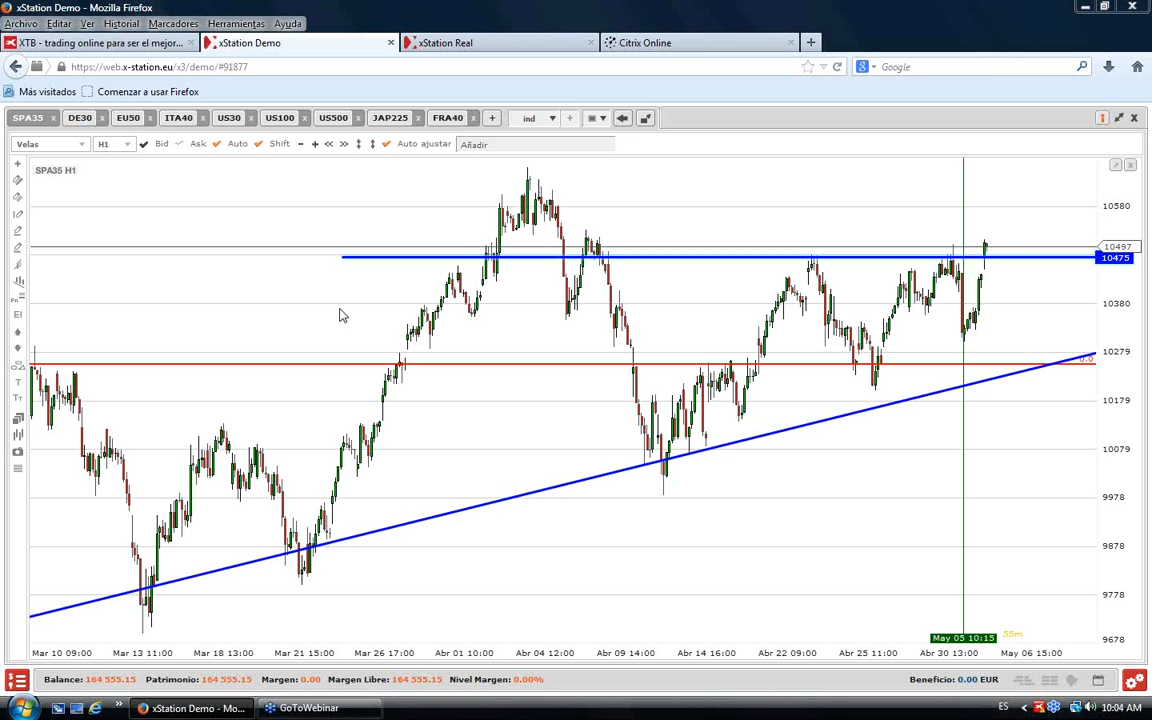 xStation Demo - Mozilla Firefox
Archivo Editar Ver Historial Marcadores Herramientas Ayuda
XTB - trading online para ser el mejor... x xStation Demo x xStation Real x Citrix Online x +
https://web.x-station.eu/x3/demo/#91877 Google
Más visitados Comenzar a usar Firefox
SPA35 x DE30 x EU50 x ITA40 x US30 x US100 x US500 x JAP225 x FRA40 x + ind +
Velas H1 Bid Ask Auto Shift - + << >> Auto ajustar Añadir
SPA35 H1
10580
10497
10475
10380
10279
0.0
10179
10079
9978
9878
9778
9678
Fn
EI
T
TT
May 05 10:15 55m
Mar 10 09:00 Mar 13 11:00 Mar 18 13:00 Mar 21 15:00 Mar 26 17:00 Abr 01 10:00 Abr 04 12:00 Abr 09 14:00 Abr 14 16:00 Abr 22 09:00 Abr 25 11:00 Abr 30 13:00 May 06 15:00
Balance: 164 555.15 Patrimonio: 164 555.15 Margen: 0.00 Margen Libre: 164 555.15 Nivel Margen: 0.00% Beneficio: 0.00 EUR
xStation Demo - Mo... GoToWebinar ES 10:04 AM